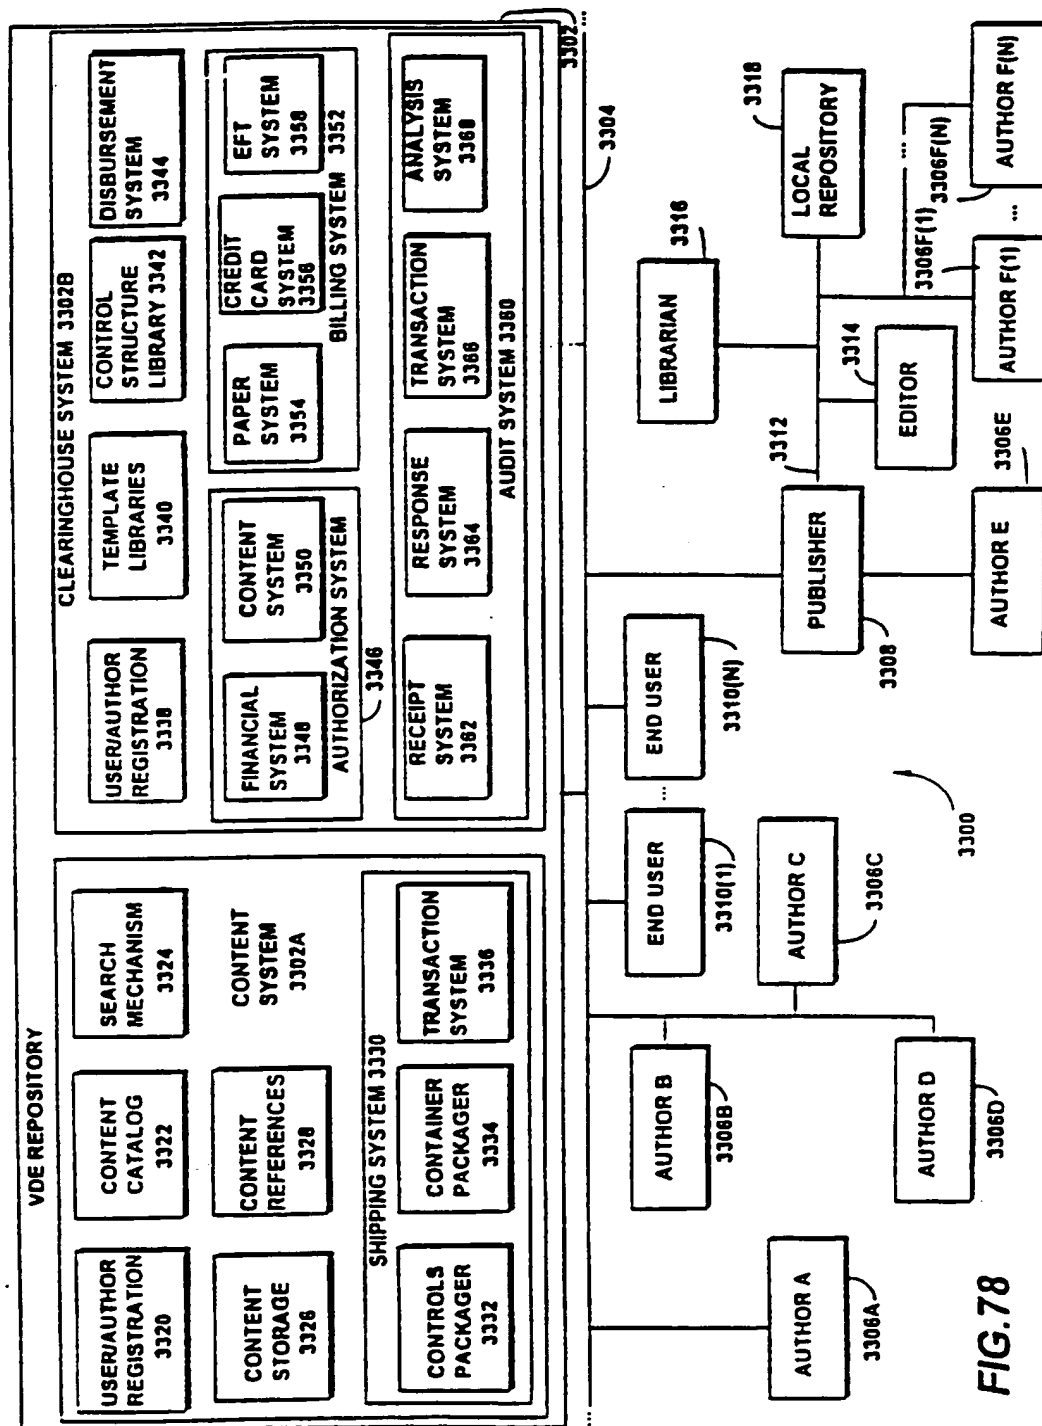 VDE REPOSITORY
3302
USER/AUTHOR
REGISTRATION
3320
CONTENT
CATALOG
3322
SEARCH
MECHANISM
3324
CONTENT
STORAGE
3326
CONTENT
REFERENCES
3328
CONTENT
SYSTEM
3302A
SHIPPING SYSTEM 3330
CONTROLS
PACKAGER
3332
CONTAINER
PACKAGER
3334
TRANSACTION
SYSTEM
3336
CLEARINGHOUSE SYSTEM 3302B
USER/AUTHOR
REGISTRATION
3338
TEMPLATE
LIBRARIES
3340
CONTROL
STRUCTURE
LIBRARY 3342
DISBURSEMENT
SYSTEM
3344
FINANCIAL
SYSTEM
3348
CONTENT
SYSTEM
3350
AUTHORIZATION SYSTEM
3346
PAPER
SYSTEM
3354
CREDIT
CARD
SYSTEM
3356
EFT
SYSTEM
3358
BILLING SYSTEM 3352
RECEIPT
SYSTEM
3362
RESPONSE
SYSTEM
3364
TRANSACTION
SYSTEM
3366
ANALYSIS
SYSTEM
3368
AUDIT SYSTEM 3360
...
...
3304
AUTHOR A
3306A
AUTHOR B
3306B
AUTHOR D
3306D
AUTHOR C
3306C
END USER
3310(1)
...
END USER
3310(N)
PUBLISHER
3308
3312
AUTHOR E
3306E
EDITOR
3314
LIBRARIAN
3316
LOCAL
REPOSITORY
3318
AUTHOR F(1)
3306F(1)
...
...
AUTHOR F(N)
3306F(N)
3300
FIG.78